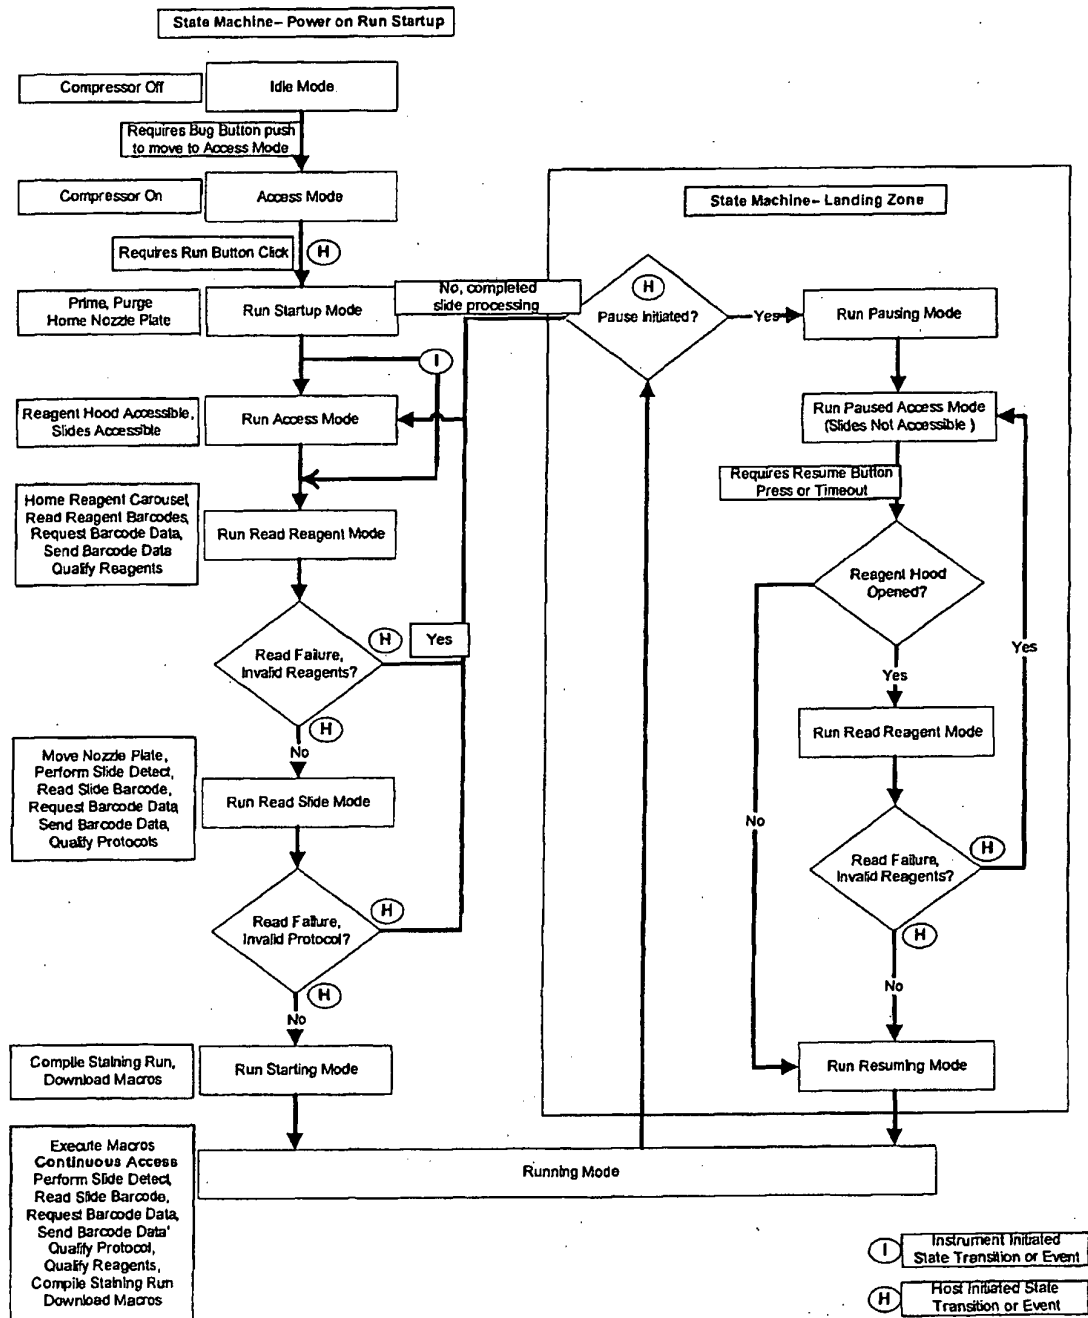 State Machine– Power on Run Startup
Compressor Off
Idle Mode
Requires Bug Button push
to move to Access Mode
Compressor On
Access Mode
Requires Run Button Click
H
Prime, Purge
Home Nozzle Plate
Run Startup Mode
I
Reagent Hood Accessible,
Slides Accessible
Run Access Mode
Home Reagent Carousel,
Read Reagent Barcodes,
Request Barcode Data,
Send Barcode Data
Qualify Reagents
Run Read Reagent Mode
Read Failure,
Invalid Reagents?
H
Yes
H
No
Move Nozzle Plate,
Perform Slide Detect,
Read Slide Barcode,
Request Barcode Data,
Send Barcode Data,
Qualify Protocols
Run Read Slide Mode
Read Failure,
Invalid Protocol?
H
H
No
Compile Staining Run,
Download Macros
Run Starting Mode
Execute Macros
Continuous Access
Perform Slide Detect,
Read Slide Barcode,
Request Barcode Data,
Send Barcode Data'
Qualify Protocol,
Qualify Reagents,
Compile Staining Run
Download Macros
Running Mode
State Machine– Landing Zone
No, completed
slide processing
H
Pause Initiated?
Yes
Run Pausing Mode
Run Paused Access Mode
(Slides Not Accessible )
Requires Resume Button
Press or Timeout
Reagent Hood
Opened?
Yes
No
Run Read Reagent Mode
Read Failure,
Invalid Reagents?
H
Yes
H
No
Run Resuming Mode
I
Instrument Initiated
State Transition or Event
H
Host Initiated State
Transition or Event